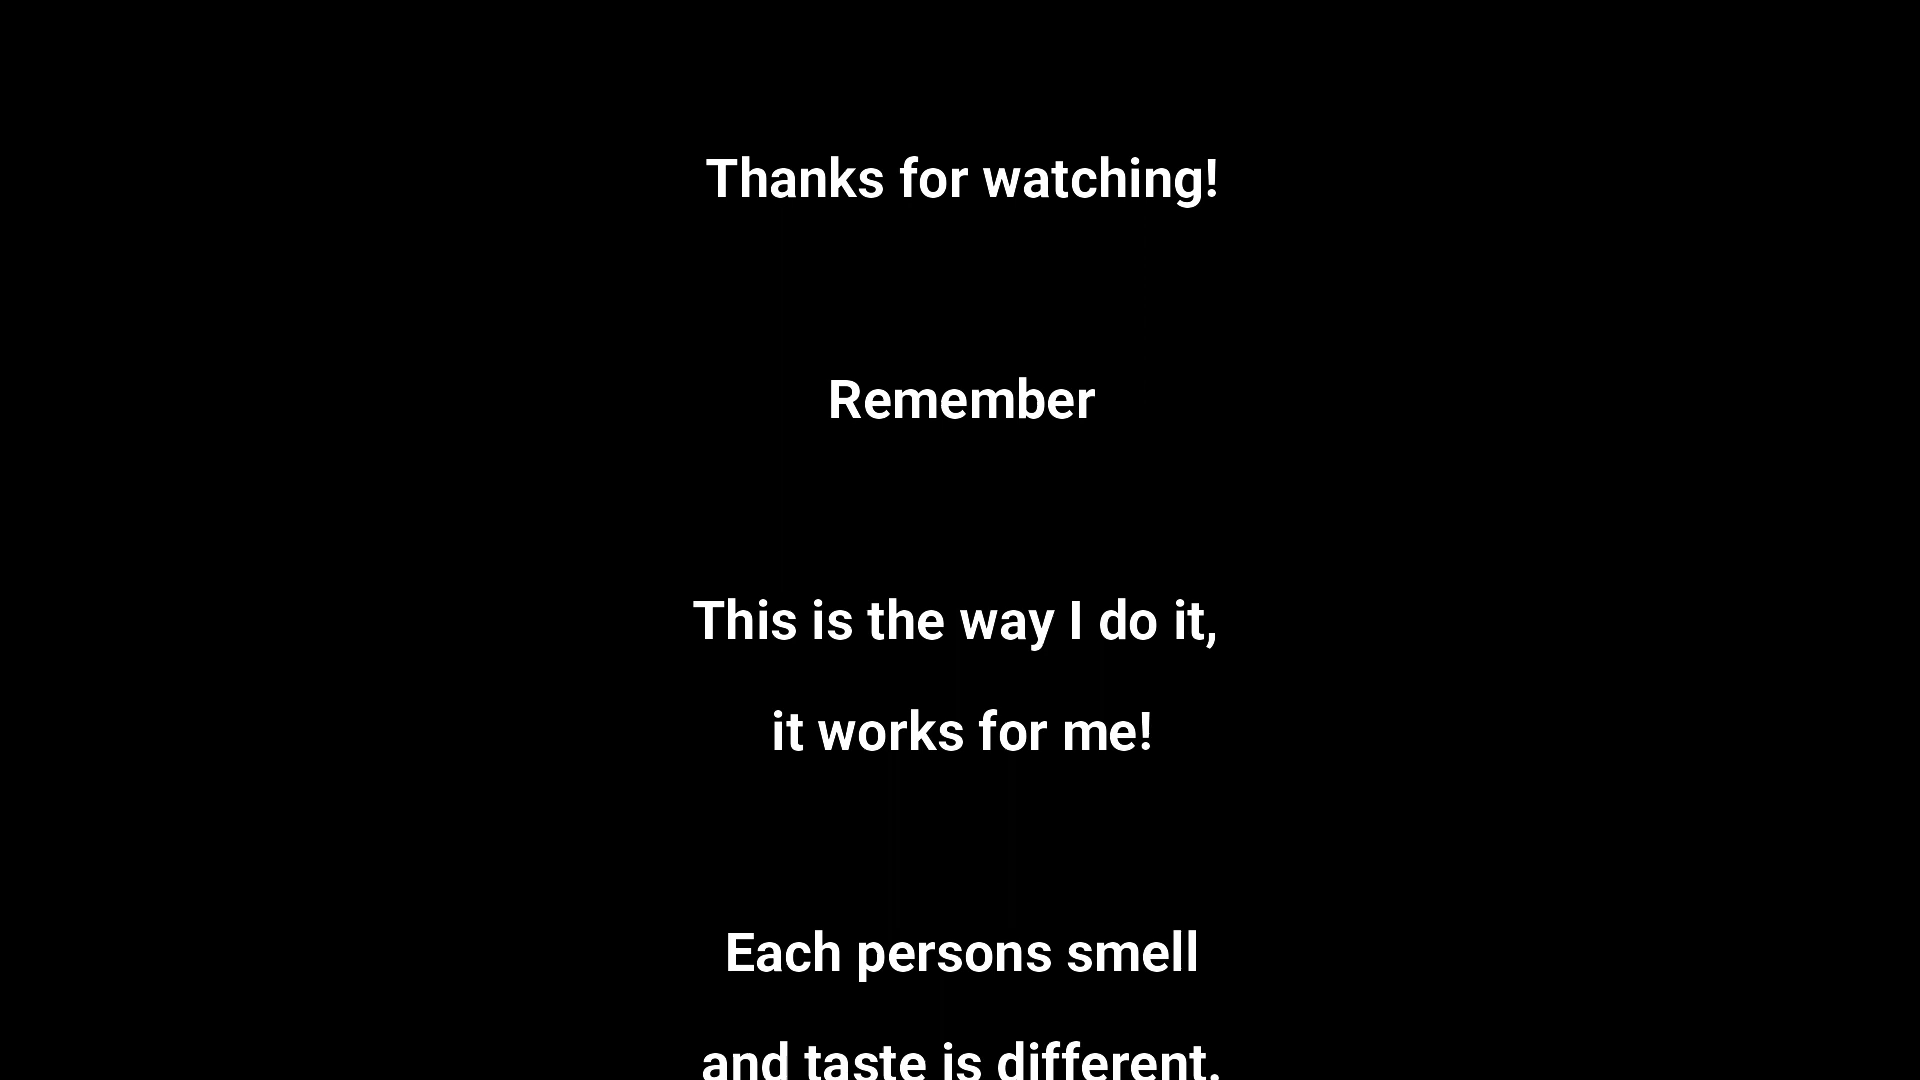 Thanks for watching!
Remember
This is the way I do it,
it works for me!
Each persons smell
and taste is different.